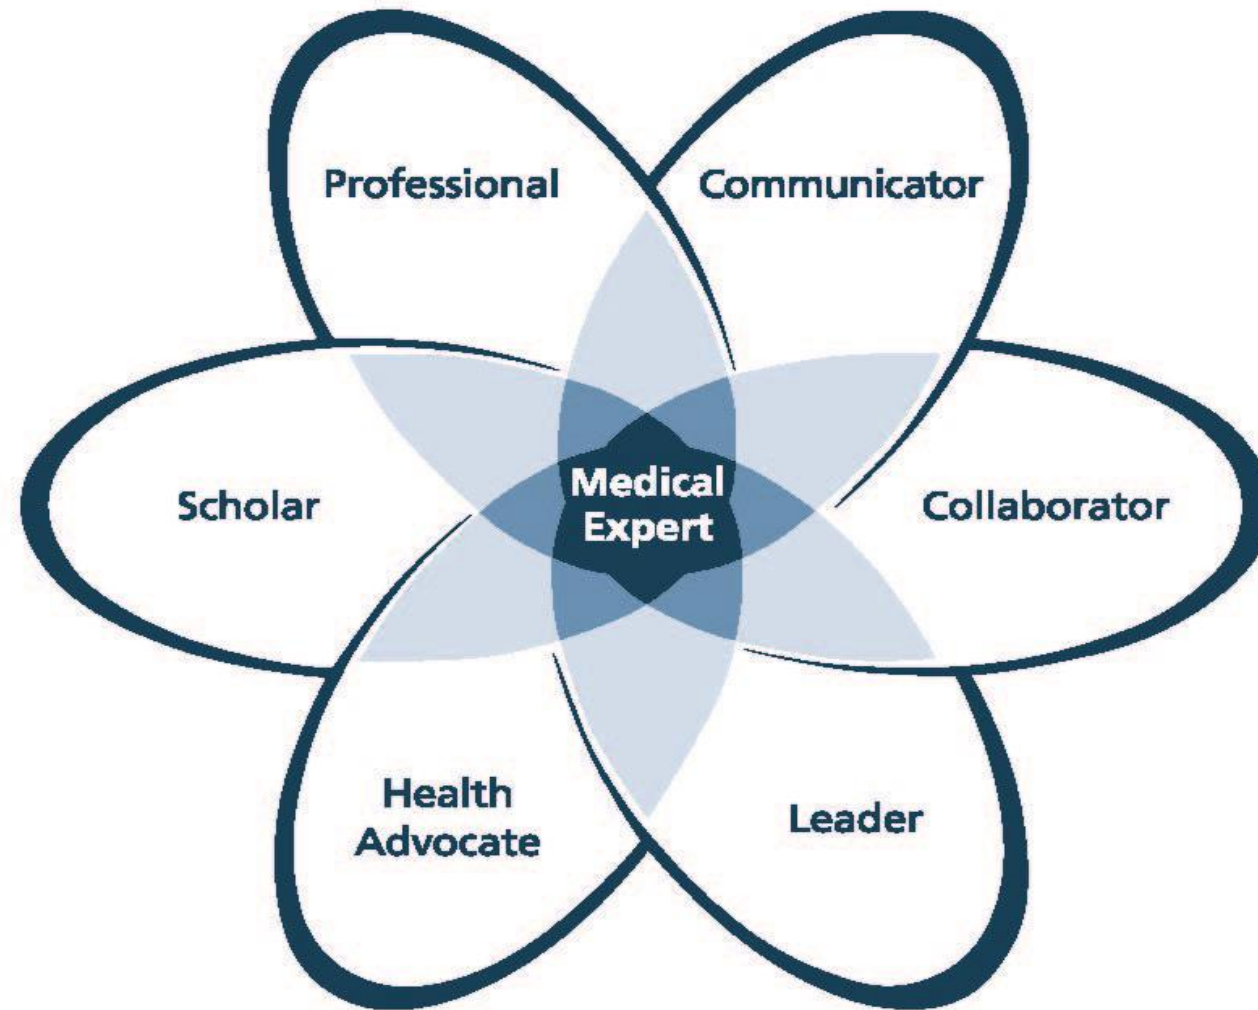 Professional
Communicator
Scholar
Medical
Expert
Collaborator
Health
Advocate
Leader